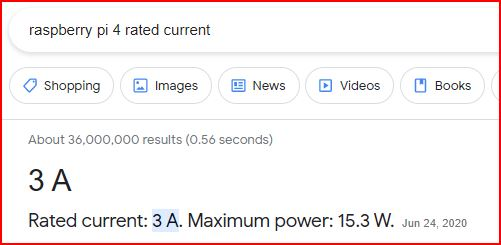 raspberry pi 4 rated current
Shopping Images News Videos Books
About 36,000,000 results (0.56 seconds)
3 A
Rated current: 3 A. Maximum power: 15.3 W. Jun 24, 2020